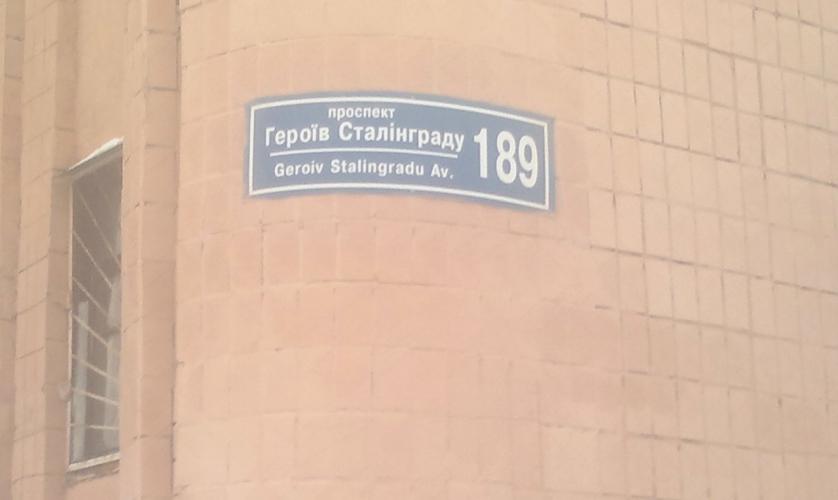 проспект
Героїв Сталінграду
189
Geroiv Stalingradu Av.